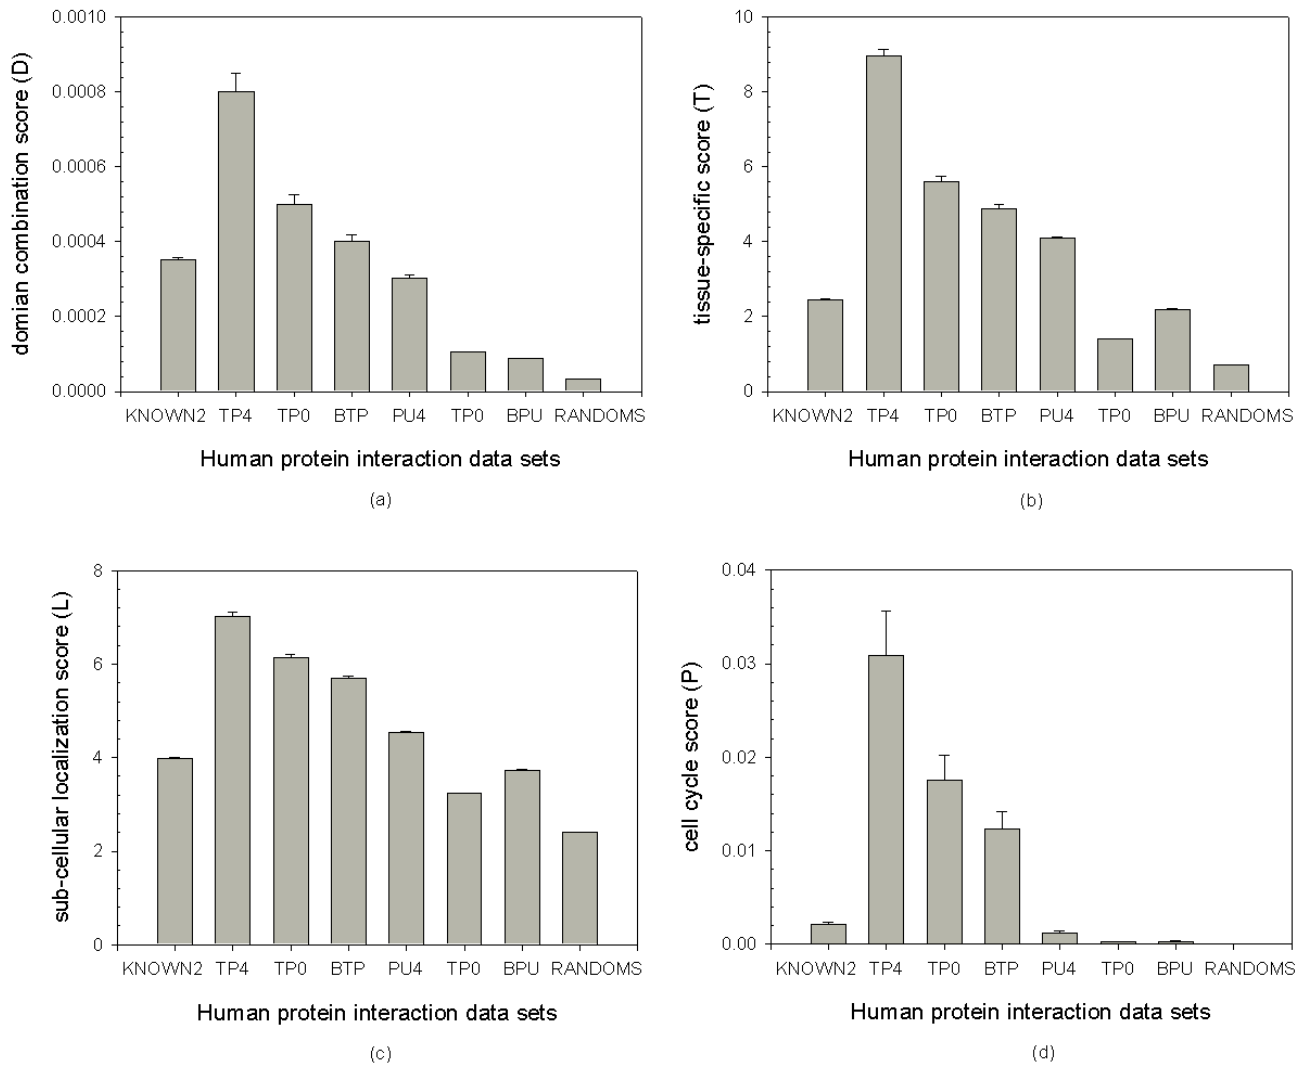 domian combination score (D)
0.0010
0.0008
0.0006
0.0004
0.0002
0.0000
KNOWN2 TP4 TP0 BTP PU4 TP0 BPU RANDOMS
Human protein interaction data sets
(a)
tissue-specific score (T)
10
8
6
4
2
0
KNOWN2 TP4 TP0 BTP PU4 TP0 BPU RANDOMS
Human protein interaction data sets
(b)
sub-cellular localization score (L)
8
6
4
2
0
KNOWN2 TP4 TP0 BTP PU4 TP0 BPU RANDOMS
Human protein interaction data sets
(c)
cell cycle score (P)
0.04
0.03
0.02
0.01
0.00
KNOWN2 TP4 TP0 BTP PU4 TP0 BPU RANDOMS
Human protein interaction data sets
(d)